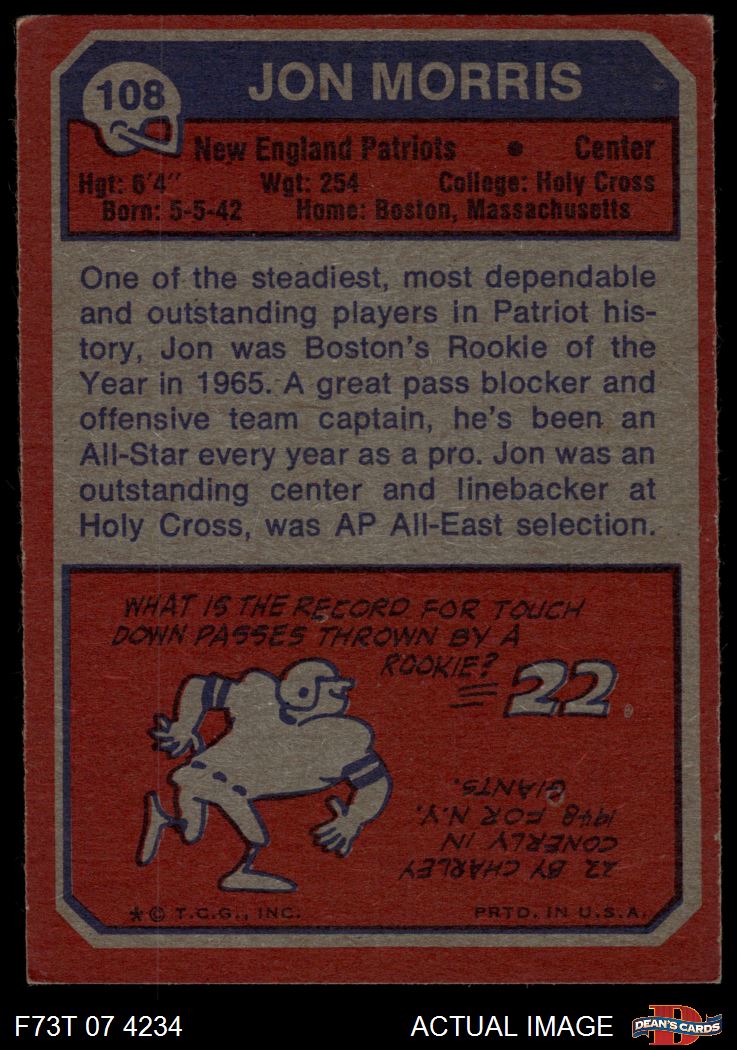 108
JON MORRIS
New England Patriots • Center
Hgt: 6'4" Wgt: 254 College: Holy Cross
Born: 5-5-42 Home: Boston, Massachusetts
One of the steadiest, most dependable
and outstanding players in Patriot his-
tory, Jon was Boston's Rookie of the
Year in 1965. A great pass blocker and
offensive team captain, he's been an
All-Star every year as a pro. Jon was an
outstanding center and linebacker at
Holy Cross, was AP All-East selection.
WHAT IS THE RECORD FOR TOUCH
DOWN PASSES THROWN BY A
ROOKIE?
22.
22 BY CHARLEY
CONERLY IN
1948 FOR N.Y.
GIANTS.
* © T.C.G., INC. PRTD. IN U.S.A.
F73T 07 4234 ACTUAL IMAGE D DEAN'S CARDS